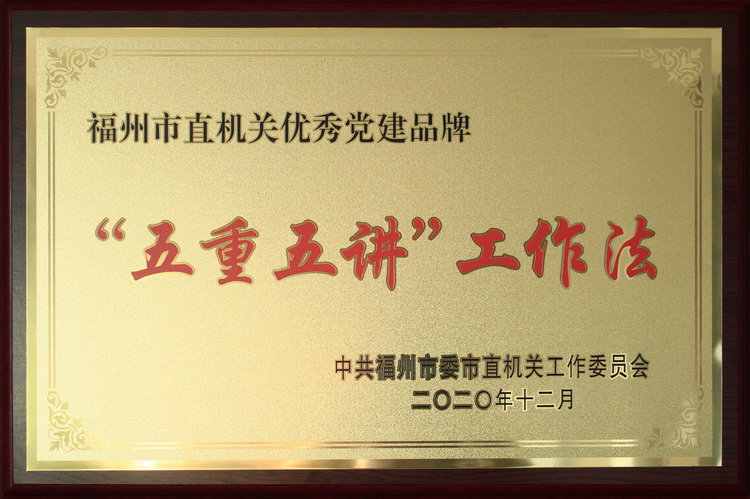 福州市直机关优秀党建品牌
“五重五讲”工作法
中共福州市委市直机关工作委员会
二〇二〇年十二月